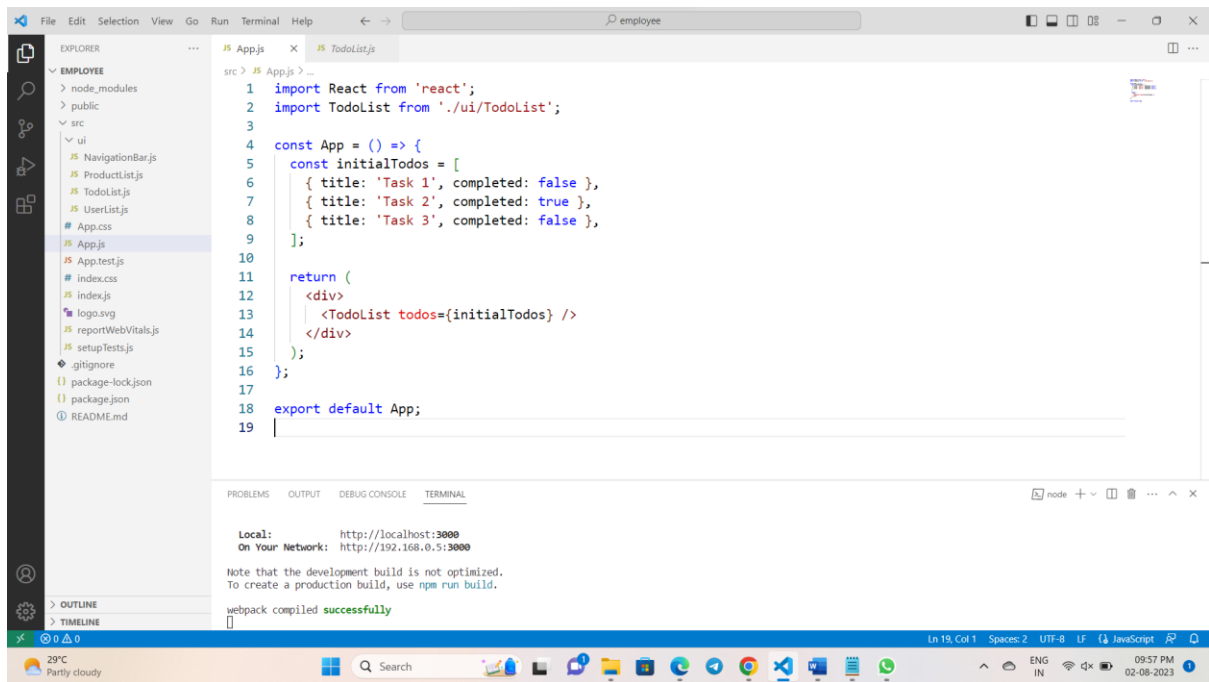 File Edit Selection View Go Run Terminal Help
employee
EXPLORER
EMPLOYEE
node_modules
public
src
ui
JS NavigationBar.js
JS ProductList.js
JS TodoList.js
JS UserList.js
# App.css
JS App.js
JS App.test.js
# index.css
JS index.js
logo.svg
JS reportWebVitals.js
JS setupTests.js
.gitignore
{} package-lock.json
{} package.json
README.md
OUTLINE
TIMELINE
JS App.js × JS TodoList.js
src > JS App.js > ...
1 import React from 'react';
2 import TodoList from './ui/TodoList';
3
4 const App = () => {
5 const initialTodos = [
6 { title: 'Task 1', completed: false },
7 { title: 'Task 2', completed: true },
8 { title: 'Task 3', completed: false },
9 ];
10
11 return (
12 <div>
13 <TodoList todos={initialTodos} />
14 </div>
15 );
16 };
17
18 export default App;
19
PROBLEMS OUTPUT DEBUG CONSOLE TERMINAL
node
Local: http://localhost:3000
On Your Network: http://192.168.0.5:3000
Note that the development build is not optimized.
To create a production build, use npm run build.
webpack compiled successfully
0 0
Ln 19, Col 1 Spaces: 2 UTF-8 LF {} JavaScript
29°C
Partly cloudy
Search
1
ENG
IN
09:57 PM
02-08-2023
1